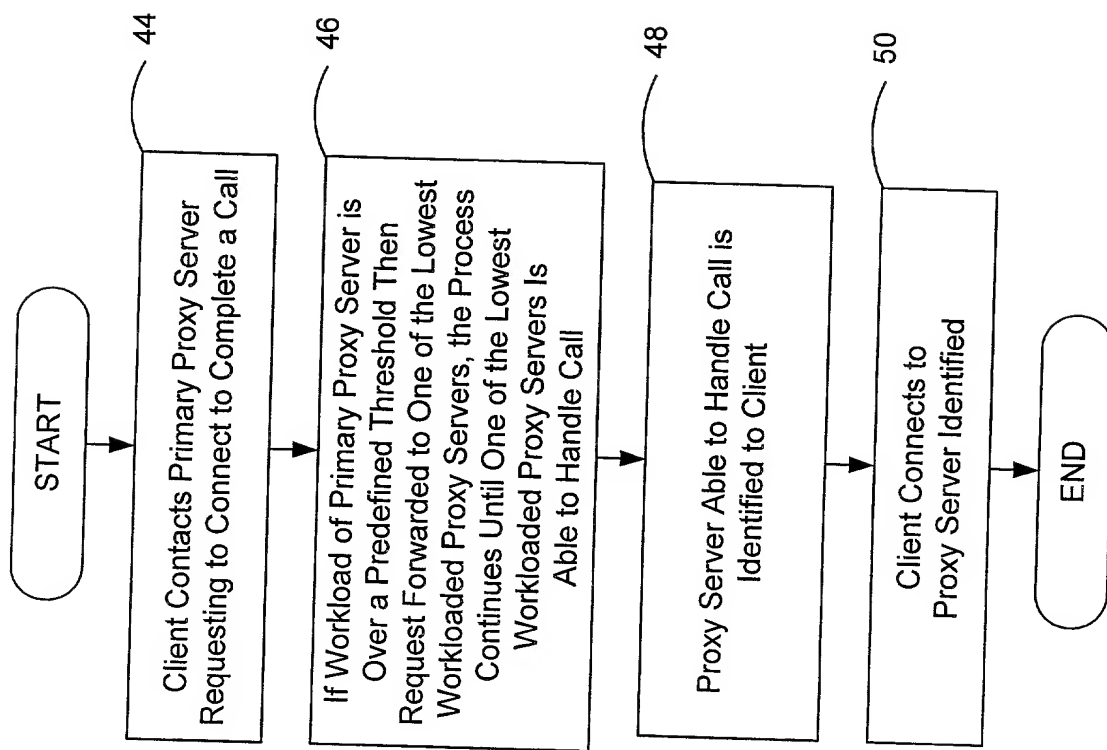 START
44
Client Contacts Primary Proxy Server
Requesting to Connect to Complete a Call
46
If Workload of Primary Proxy Server is
Over a Predefined Threshold Then
Request Forwarded to One of the Lowest
Workloaded Proxy Servers, the Process
Continues Until One of the Lowest
Workloaded Proxy Servers Is
Able to Handle Call
48
Proxy Server Able to Handle Call is
Identified to Client
50
Client Connects to
Proxy Server Identified
END